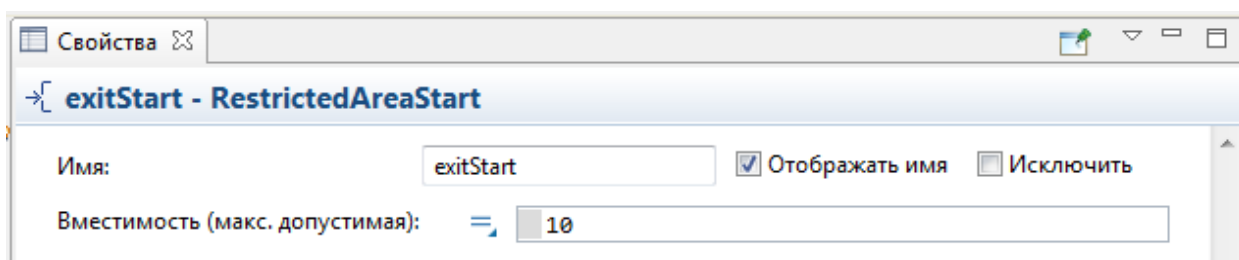 Свойства
exitStart - RestrictedAreaStart
Имя: exitStart Отображать имя Исключить
Вместимость (макс. допустимая): 10